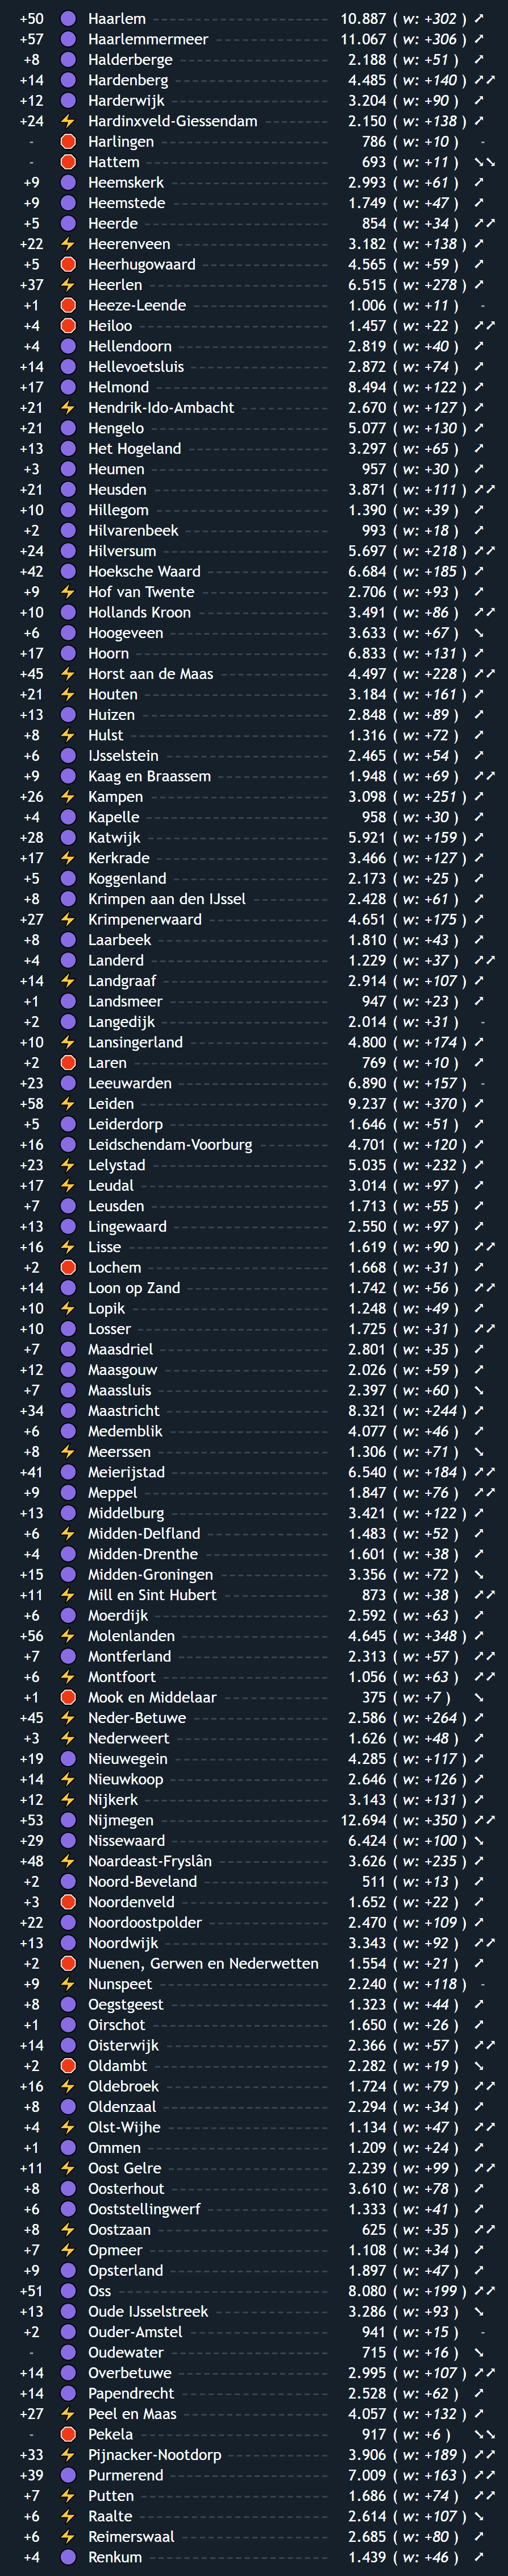 +50 Haarlem 10.887 ( w: +302 )
+57 Haarlemmermeer 11.067 ( w: +306 )
+8 Halderberge 2.188 ( w: +51 )
+14 Hardenberg 4.485 ( w: +140 )
+12 Harderwijk 3.204 ( w: +90 )
+24 Hardinxveld-Giessendam 2.150 ( w: +138 )
- Harlingen 786 ( w: +10 ) -
- Hattem 693 ( w: +11 )
+9 Heemskerk 2.993 ( w: +61 )
+9 Heemstede 1.749 ( w: +47 )
+5 Heerde 854 ( w: +34 )
+22 Heerenveen 3.182 ( w: +138 )
+5 Heerhugowaard 4.565 ( w: +59 )
+37 Heerlen 6.515 ( w: +278 )
+1 Heeze-Leende 1.006 ( w: +11 ) -
+4 Heiloo 1.457 ( w: +22 )
+4 Hellendoorn 2.819 ( w: +40 )
+14 Hellevoetsluis 2.872 ( w: +74 )
+17 Helmond 8.494 ( w: +122 )
+21 Hendrik-Ido-Ambacht 2.670 ( w: +127 )
+21 Hengelo 5.077 ( w: +130 )
+13 Het Hogeland 3.297 ( w: +65 )
+3 Heumen 957 ( w: +30 )
+21 Heusden 3.871 ( w: +111 )
+10 Hillegom 1.390 ( w: +39 )
+2 Hilvarenbeek 993 ( w: +18 )
+24 Hilversum 5.697 ( w: +218 )
+42 Hoeksche Waard 6.684 ( w: +185 )
+9 Hof van Twente 2.706 ( w: +93 )
+10 Hollands Kroon 3.491 ( w: +86 )
+6 Hoogeveen 3.633 ( w: +67 )
+17 Hoorn 6.833 ( w: +131 )
+45 Horst aan de Maas 4.497 ( w: +228 )
+21 Houten 3.184 ( w: +161 )
+13 Huizen 2.848 ( w: +89 )
+8 Hulst 1.316 ( w: +72 )
+6 IJsselstein 2.465 ( w: +54 )
+9 Kaag en Braassem 1.948 ( w: +69 )
+26 Kampen 3.098 ( w: +251 )
+4 Kapelle 958 ( w: +30 )
+28 Katwijk 5.921 ( w: +159 )
+17 Kerkrade 3.466 ( w: +127 )
+5 Koggenland 2.173 ( w: +25 )
+8 Krimpen aan den IJssel 2.428 ( w: +61 )
+27 Krimpenerwaard 4.651 ( w: +175 )
+8 Laarbeek 1.810 ( w: +43 )
+4 Landerd 1.229 ( w: +37 )
+14 Landgraaf 2.914 ( w: +107 )
+1 Landsmeer 947 ( w: +23 )
+2 Langedijk 2.014 ( w: +31 ) -
+10 Lansingerland 4.800 ( w: +174 )
+2 Laren 769 ( w: +10 )
+23 Leeuwarden 6.890 ( w: +157 ) -
+58 Leiden 9.237 ( w: +370 )
+5 Leiderdorp 1.646 ( w: +51 )
+16 Leidschendam-Voorburg 4.701 ( w: +120 )
+23 Lelystad 5.035 ( w: +232 )
+17 Leudal 3.014 ( w: +97 )
+7 Leusden 1.713 ( w: +55 )
+13 Lingewaard 2.550 ( w: +97 )
+16 Lisse 1.619 ( w: +90 )
+2 Lochem 1.668 ( w: +31 )
+14 Loon op Zand 1.742 ( w: +56 )
+10 Lopik 1.248 ( w: +49 )
+10 Losser 1.725 ( w: +31 )
+7 Maasdriel 2.801 ( w: +35 )
+12 Maasgouw 2.026 ( w: +59 )
+7 Maassluis 2.397 ( w: +60 )
+34 Maastricht 8.321 ( w: +244 )
+6 Medemblik 4.077 ( w: +46 )
+8 Meerssen 1.306 ( w: +71 )
+41 Meierijstad 6.540 ( w: +184 )
+9 Meppel 1.847 ( w: +76 )
+13 Middelburg 3.421 ( w: +122 )
+6 Midden-Delfland 1.483 ( w: +52 )
+4 Midden-Drenthe 1.601 ( w: +38 )
+15 Midden-Groningen 3.356 ( w: +72 )
+11 Mill en Sint Hubert 873 ( w: +38 )
+6 Moerdijk 2.592 ( w: +63 )
+56 Molenlanden 4.645 ( w: +348 )
+7 Montferland 2.313 ( w: +57 )
+6 Montfoort 1.056 ( w: +63 )
+1 Mook en Middelaar 375 ( w: +7 )
+45 Neder-Betuwe 2.586 ( w: +264 )
+3 Nederweert 1.626 ( w: +48 )
+19 Nieuwegein 4.285 ( w: +117 )
+14 Nieuwkoop 2.646 ( w: +126 )
+12 Nijkerk 3.143 ( w: +131 )
+53 Nijmegen 12.694 ( w: +350 )
+29 Nissewaard 6.424 ( w: +100 )
+48 Noardeast-Fryslân 3.626 ( w: +235 )
+2 Noord-Beveland 511 ( w: +13 )
+3 Noordenveld 1.652 ( w: +22 )
+22 Noordoostpolder 2.470 ( w: +109 )
+13 Noordwijk 3.343 ( w: +92 )
+2 Nuenen, Gerwen en Nederwetten 1.554 ( w: +21 )
+9 Nunspeet 2.240 ( w: +118 ) -
+8 Oegstgeest 1.323 ( w: +44 )
+1 Oirschot 1.650 ( w: +26 )
+14 Oisterwijk 2.366 ( w: +57 )
+2 Oldambt 2.282 ( w: +19 )
+16 Oldebroek 1.724 ( w: +79 )
+8 Oldenzaal 2.294 ( w: +34 )
+4 Olst-Wijhe 1.134 ( w: +47 )
+1 Ommen 1.209 ( w: +24 )
+11 Oost Gelre 2.239 ( w: +99 )
+8 Oosterhout 3.610 ( w: +78 )
+6 Ooststellingwerf 1.333 ( w: +41 )
+8 Oostzaan 625 ( w: +35 )
+7 Opmeer 1.108 ( w: +34 )
+9 Opsterland 1.897 ( w: +47 )
+51 Oss 8.080 ( w: +199 )
+13 Oude IJsselstreek 3.286 ( w: +93 )
+2 Ouder-Amstel 941 ( w: +15 ) -
- Oudewater 715 ( w: +16 )
+14 Overbetuwe 2.995 ( w: +107 )
+14 Papendrecht 2.528 ( w: +62 )
+27 Peel en Maas 4.057 ( w: +132 )
- Pekela 917 ( w: +6 )
+33 Pijnacker-Nootdorp 3.906 ( w: +189 )
+39 Purmerend 7.009 ( w: +163 )
+7 Putten 1.686 ( w: +74 )
+6 Raalte 2.614 ( w: +107 )
+6 Reimerswaal 2.685 ( w: +80 )
+4 Renkum 1.439 ( w: +46 )